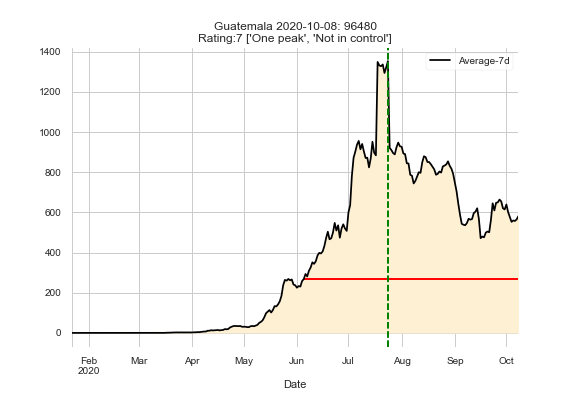 Guatemala 2020-10-08: 96480
Rating:7 ['One peak', 'Not in control']
Average-7d
1400
1200
1000
800
600
400
200
0
Feb Mar Apr May Jun Jul Aug Sep Oct
2020
Date